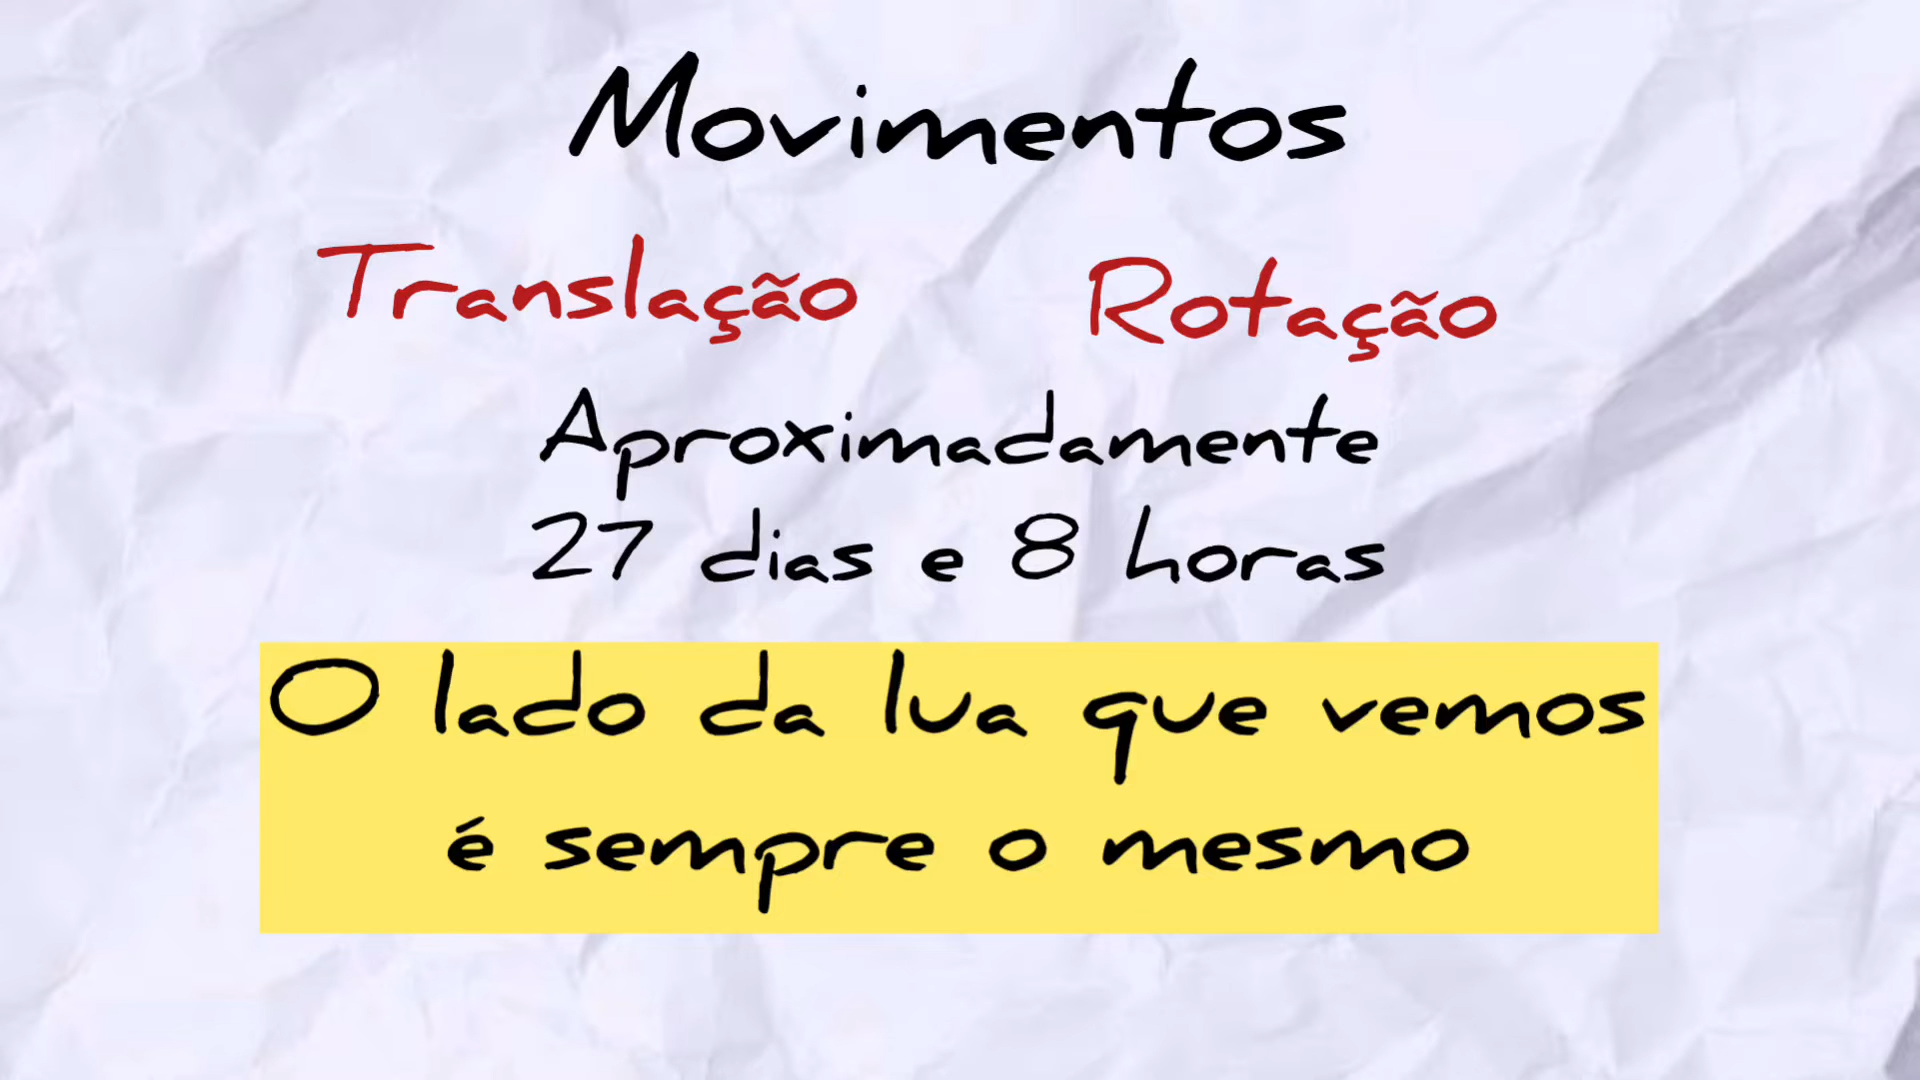 Movimentos
Translação Rotação
Aproximadamente
27 dias e 8 horas
O lado da lua que vemos
é sempre o mesmo